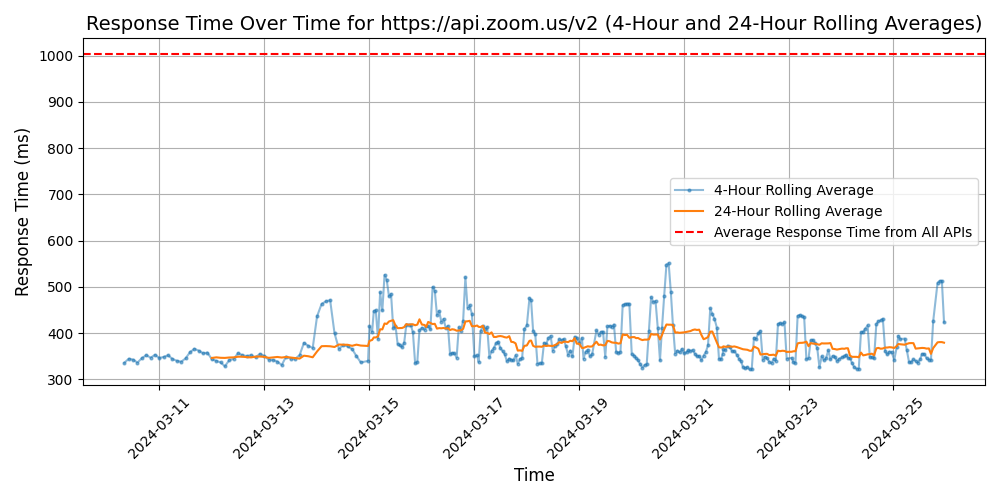 Response Time Over Time for https://api.zoom.us/v2 (4-Hour and 24-Hour Rolling Averages)
Response Time (ms)
1000
900
800
700
600
500
400
300
4-Hour Rolling Average
24-Hour Rolling Average
Average Response Time from All APIs
2024-03-11
2024-03-13
2024-03-15
2024-03-17
2024-03-19
2024-03-21
2024-03-23
2024-03-25
Time